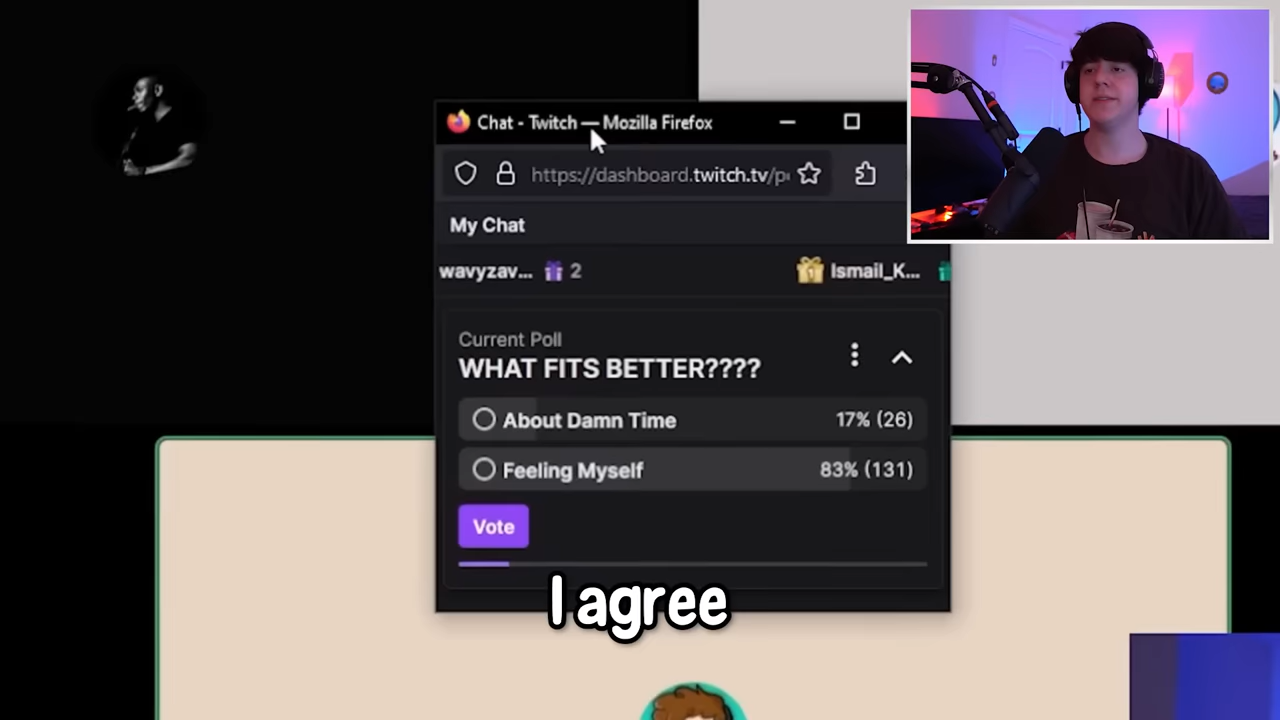 Chat - Twitch — Mozilla Firefox
https://dashboard.twitch.tv/p
My Chat
wavyzav... 2
1 Ismail_K...
Current Poll
WHAT FITS BETTER????
About Damn Time 17% (26)
Feeling Myself 83% (131)
Vote
I agree